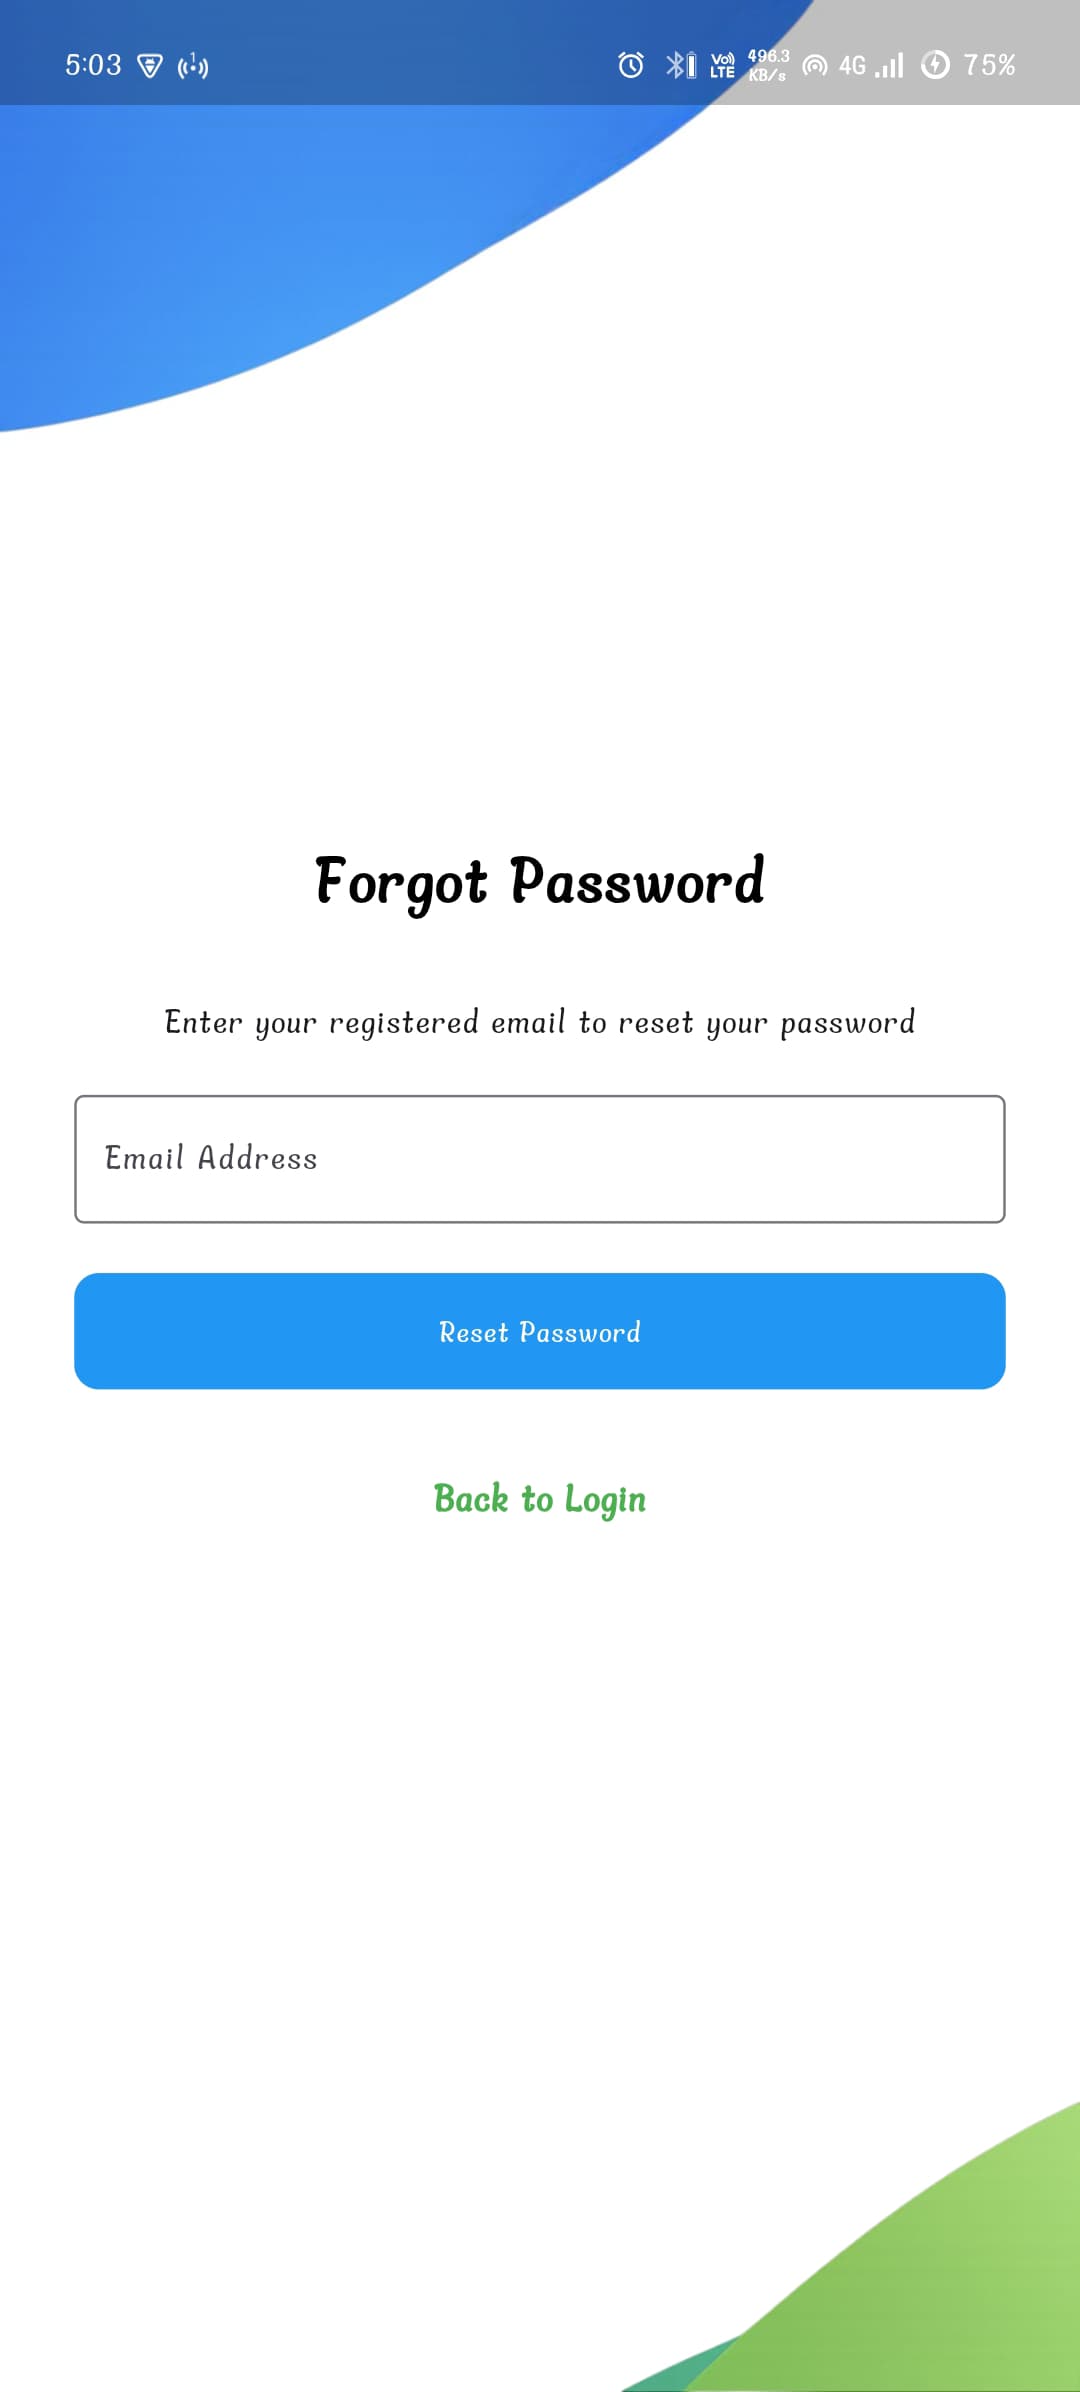 5:03
1
Vo)) LTE 496.3 KB/s 4G 75%
Forgot Password
Enter your registered email to reset your password
Email Address
Reset Password
Back to Login